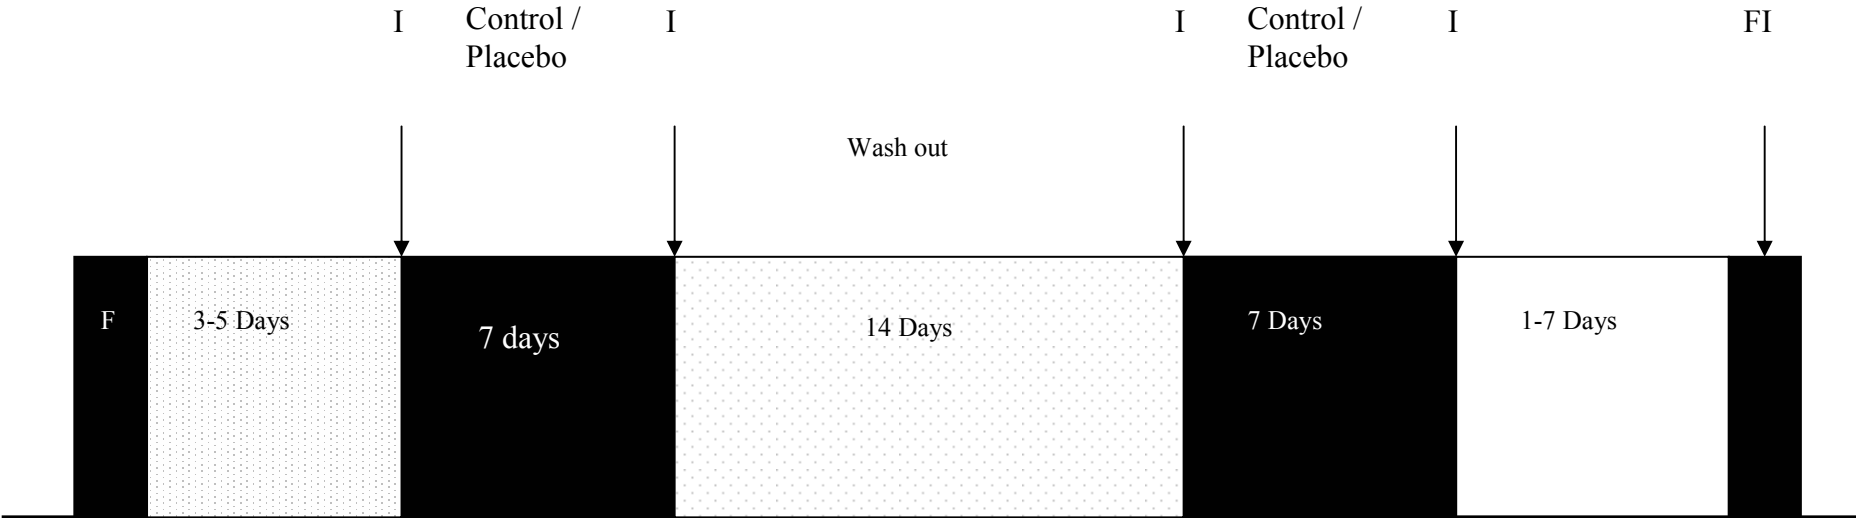 I
Control /
Placebo
I
I
Control /
Placebo
I
FI
Wash out
F
3-5 Days
7 days
14 Days
7 Days
1-7 Days